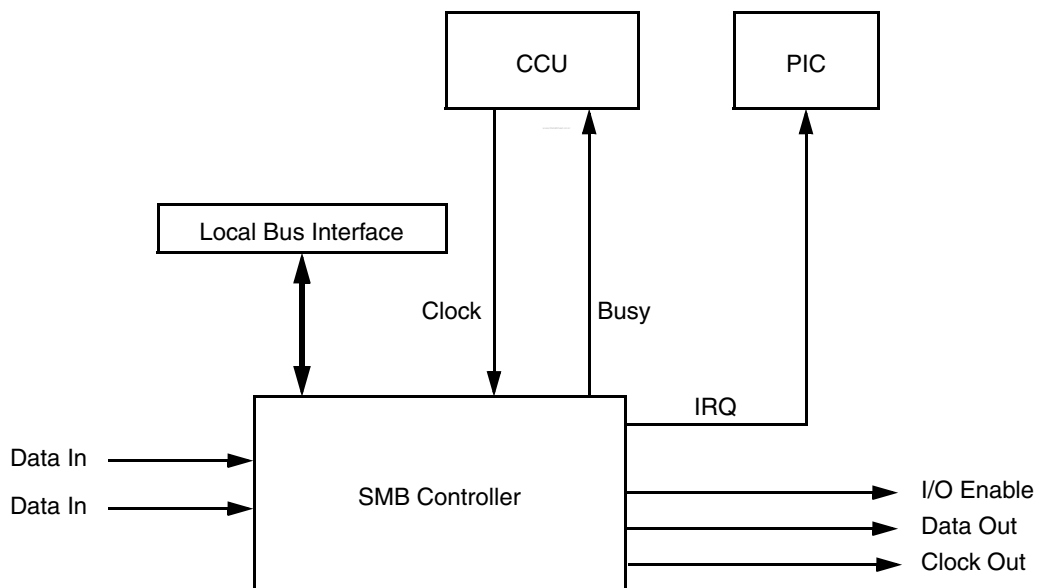 CCU
PIC
Local Bus Interface
Clock
Busy
IRQ
Data In
Data In
SMB Controller
I/O Enable
Data Out
Clock Out